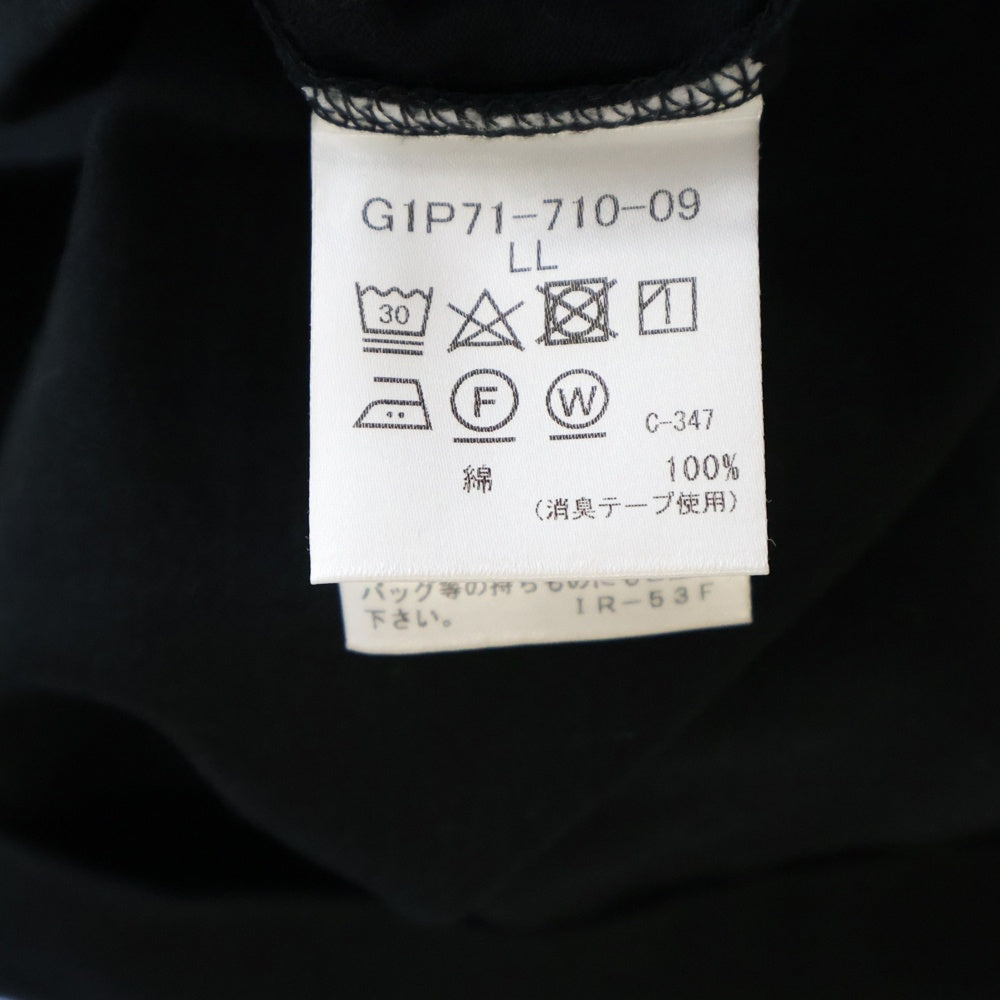 G1P71-710-09
LL
30
F
W
C-347
綿 100%
(消臭テープ使用)
バッグ等の持ちものに
下さい。 IR-53F